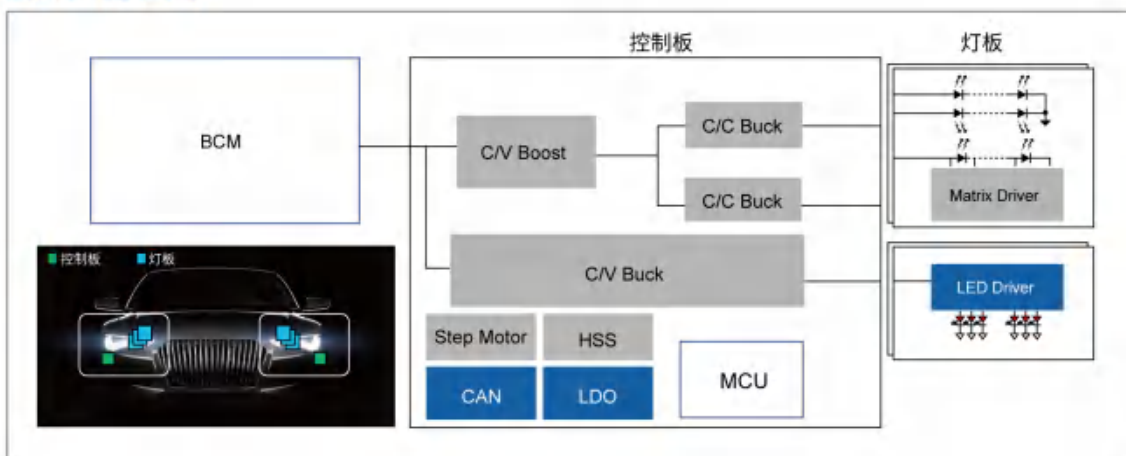 控制板
灯板
BCM
C/V Boost
C/C Buck
C/C Buck
Matrix Driver
C/V Buck
LED Driver
控制板
灯板
Step Motor
HSS
CAN
LDO
MCU